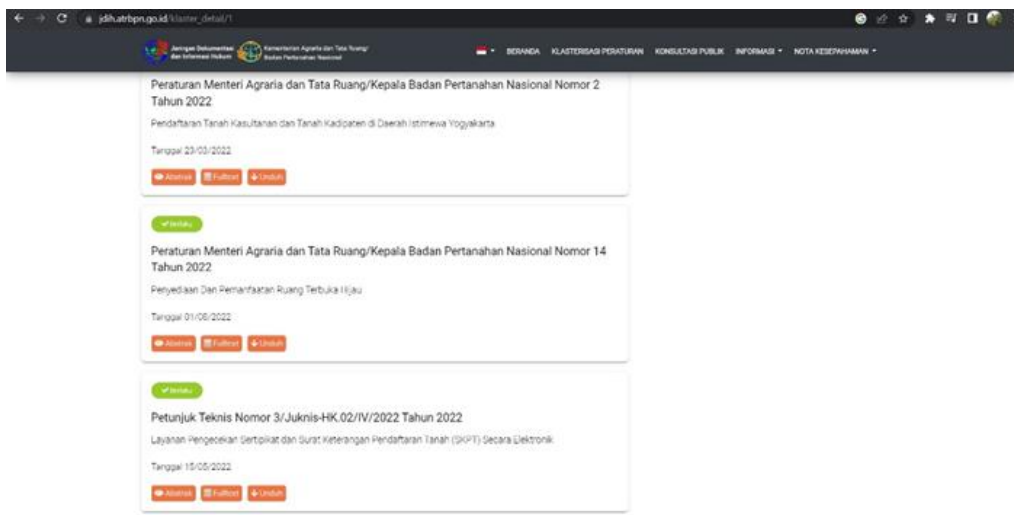 jdih.atrbpn.go.id/klaster_detail/1
Jaringan Dokumentasi
dan Informasi Hukum
Kementerian Agraria dan Tata Ruang/
Badan Pertanahan Nasional
BERANDA KLASTERISASI PERATURAN KONSULTASI PUBLIK INFORMASI NOTA KESEPAHAMAN
Peraturan Menteri Agraria dan Tata Ruang/Kepala Badan Pertanahan Nasional Nomor 2
Tahun 2022
Pendaftaran Tanah Kasultanan dan Tanah Kadipaten di Daerah Istimewa Yogyakarta
Tanggal 23/03/2022
Abstrak Fulltext Unduh
Berlaku
Peraturan Menteri Agraria dan Tata Ruang/Kepala Badan Pertanahan Nasional Nomor 14
Tahun 2022
Penyediaan Dan Pemanfaatan Ruang Terbuka Hijau
Tanggal 01/08/2022
Abstrak Fulltext Unduh
Berlaku
Petunjuk Teknis Nomor 3/Juknis-HK.02/IV/2022 Tahun 2022
Layanan Pengecekan Sertipikat dan Surat Keterangan Pendaftaran Tanah (SKPT) Secara Elektronik
Tanggal 15/05/2022
Abstrak Fulltext Unduh